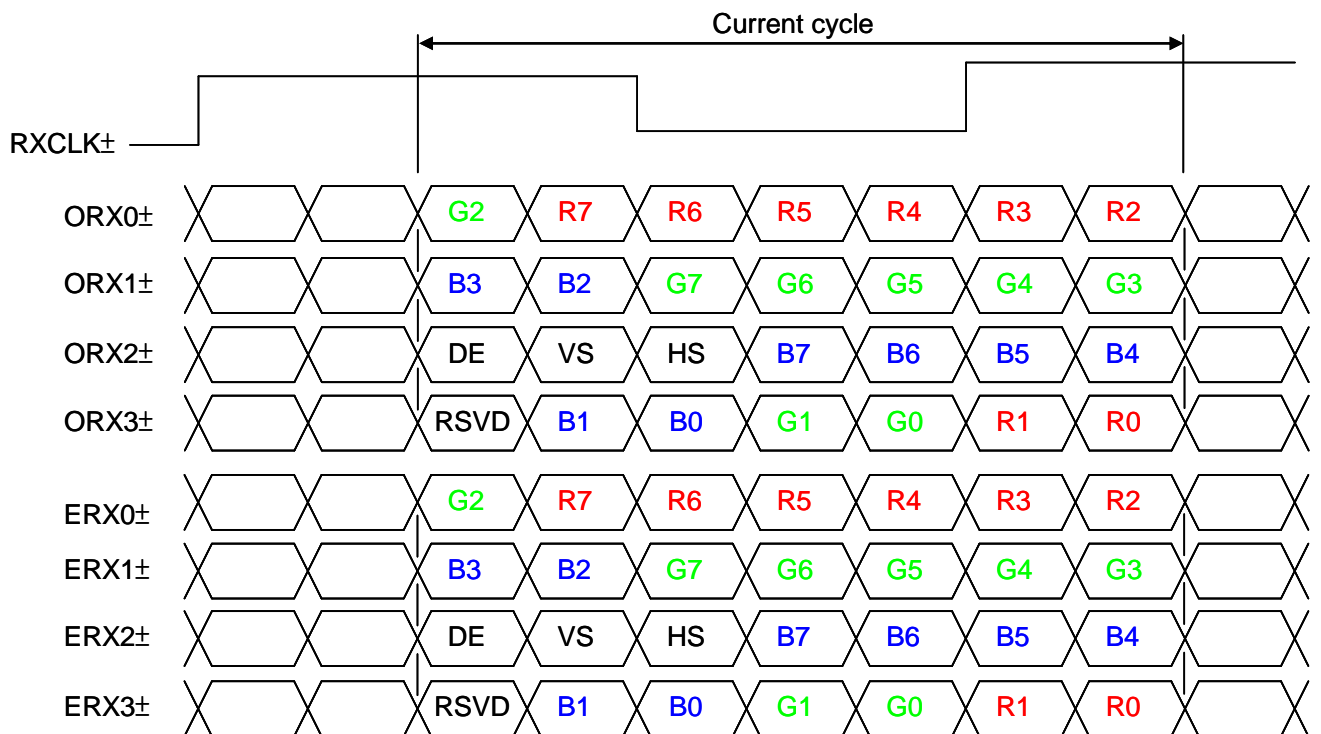 Current cycle
RXCLK±
ORX0± G2 R7 R6 R5 R4 R3 R2
ORX1± B3 B2 G7 G6 G5 G4 G3
ORX2± DE VS HS B7 B6 B5 B4
ORX3± RSVD B1 B0 G1 G0 R1 R0
ERX0± G2 R7 R6 R5 R4 R3 R2
ERX1± B3 B2 G7 G6 G5 G4 G3
ERX2± DE VS HS B7 B6 B5 B4
ERX3± RSVD B1 B0 G1 G0 R1 R0